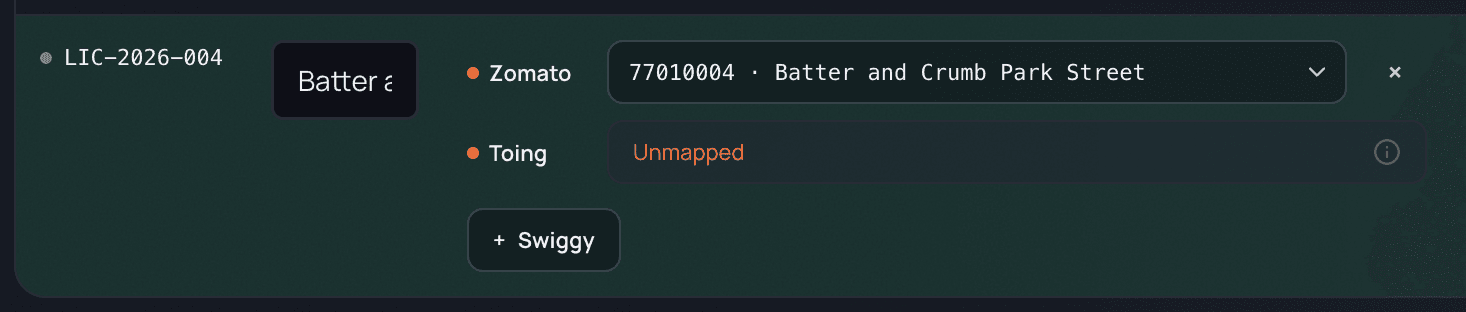 LIC-2026-004
Batter a
Zomato
77010004 · Batter and Crumb Park Street
×
Toing
Unmapped
+ Swiggy